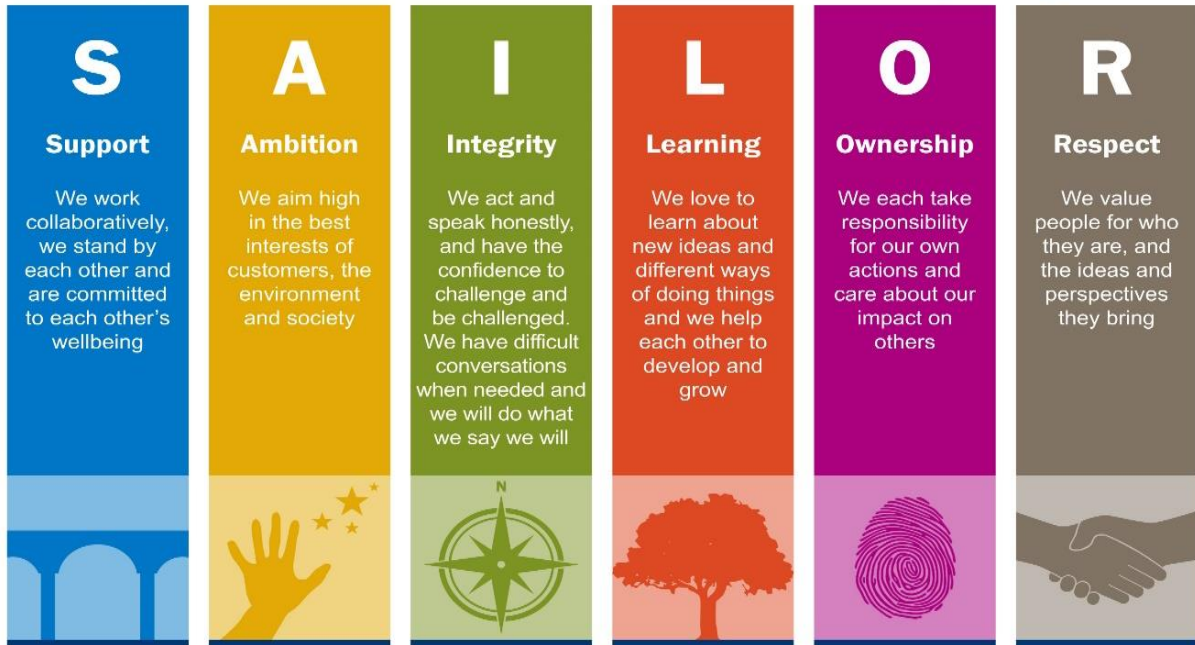 S
Support
We work
collaboratively,
we stand by
each other and
are committed
to each other’s
wellbeing
A
Ambition
We aim high
in the best
interests of
customers, the
environment
and society
I
Integrity
We act and
speak honestly,
and have the
confidence to
challenge and
be challenged.
We have difficult
conversations
when needed and
we will do what
we say we will
N
L
Learning
We love to
learn about
new ideas and
different ways
of doing things
and we help
each other to
develop and
grow
O
Ownership
We each take
responsibility
for our own
actions and
care about our
impact on
others
R
Respect
We value
people for who
they are, and
the ideas and
perspectives
they bring